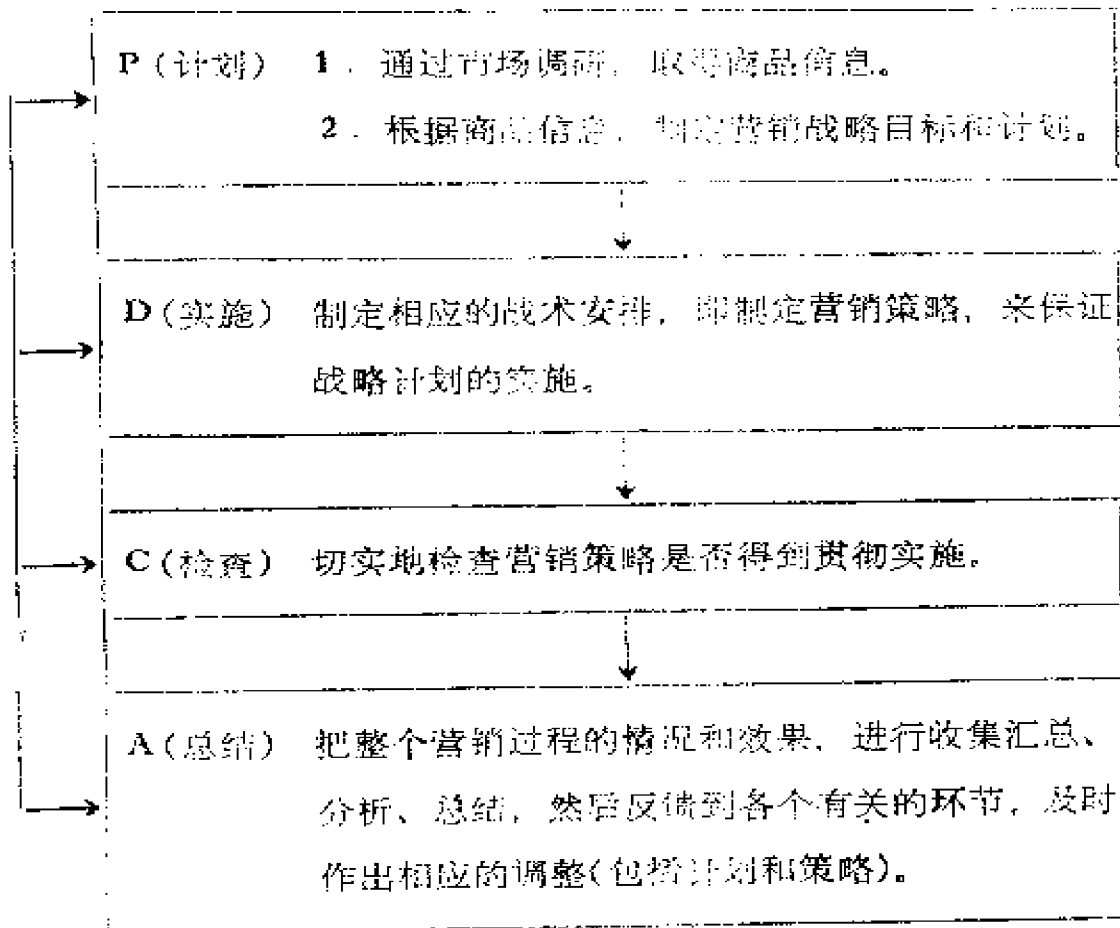 P（计划） 1．通过市场调研，取得商品信息。
2．根据商品信息，制定营销战略目标和计划。
D（实施） 制定相应的战术安排，即制定营销策略，来保证
战略计划的实施。
C（检查） 切实地检查营销策略是否得到贯彻实施。
A（总结） 把整个营销过程的情况和效果，进行收集汇总、
分析、总结，然后反馈到各个有关的环节，及时
作出相应的调整（包括计划和策略）。